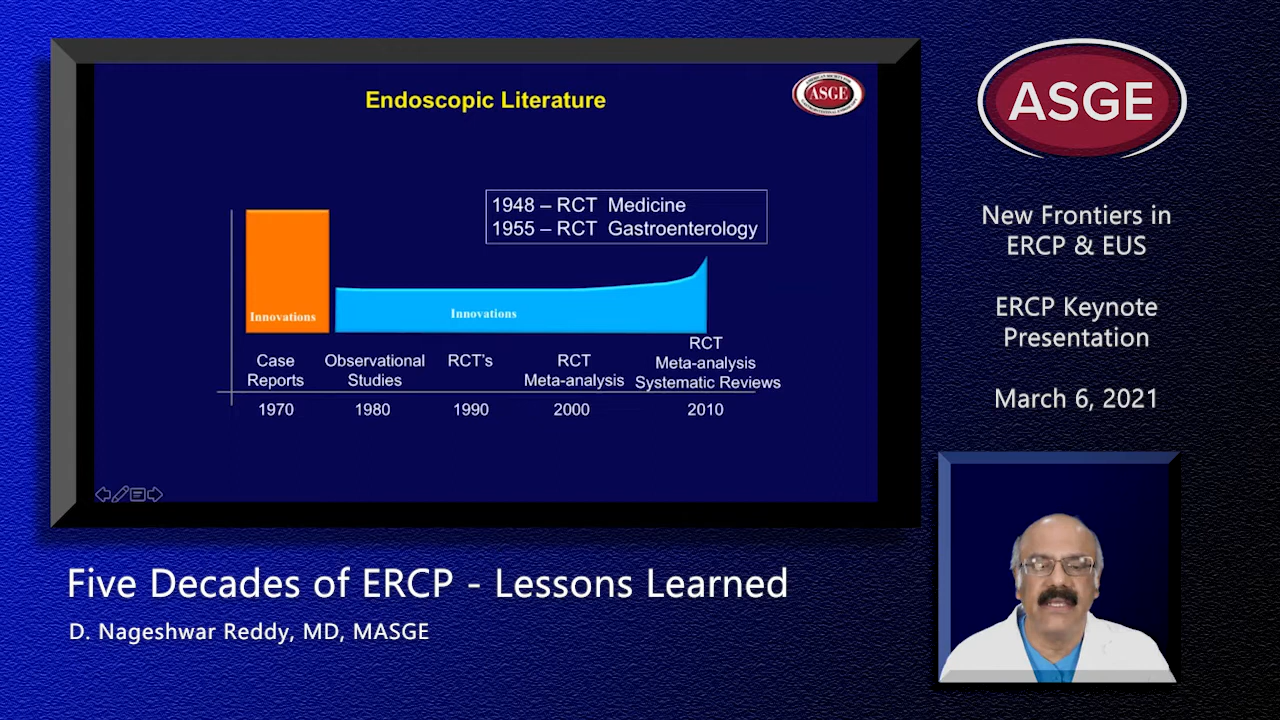 Endoscopic Literature
ASGE
1948 – RCT Medicine
1955 – RCT Gastroenterology
Innovations
Innovations
Case
Reports
Observational
Studies
RCT's
RCT
Meta-analysis
RCT
Meta-analysis
Systematic Reviews
1970
1980
1990
2000
2010
ASGE
New Frontiers in
ERCP & EUS
ERCP Keynote
Presentation
March 6, 2021
Five Decades of ERCP - Lessons Learned
D. Nageshwar Reddy, MD, MASGE